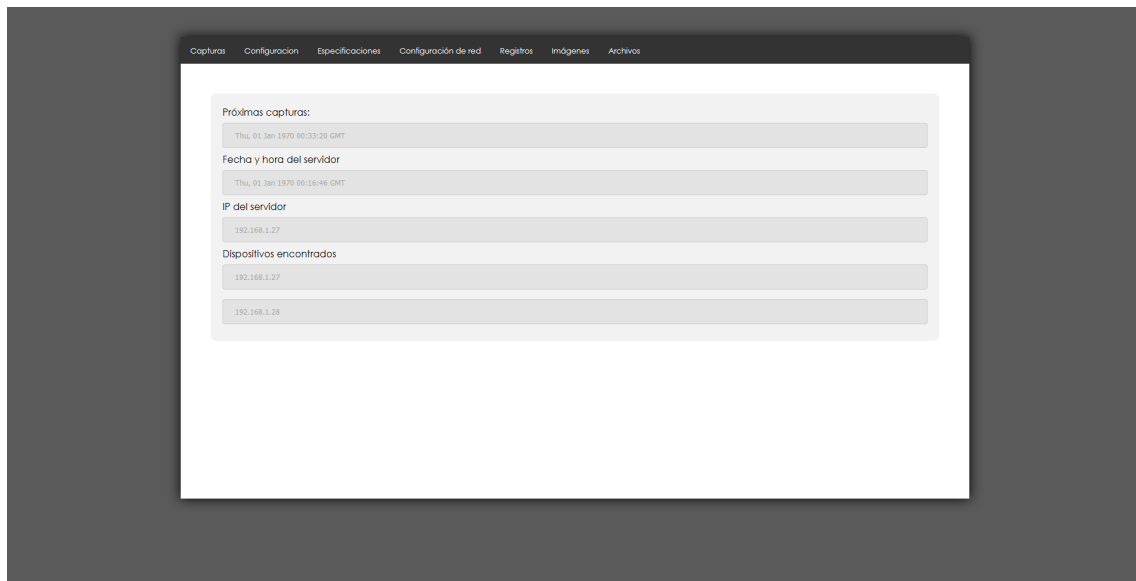 Capturas Configuracion Especificaciones Configuración de red Registros Imágenes Archivos
Próximas capturas:
Thu, 01 Jan 1970 00:33:20 GMT
Fecha y hora del servidor
Thu, 01 Jan 1970 00:16:46 GMT
IP del servidor
192.168.1.27
Dispositivos encontrados
192.168.1.27
192.168.1.28